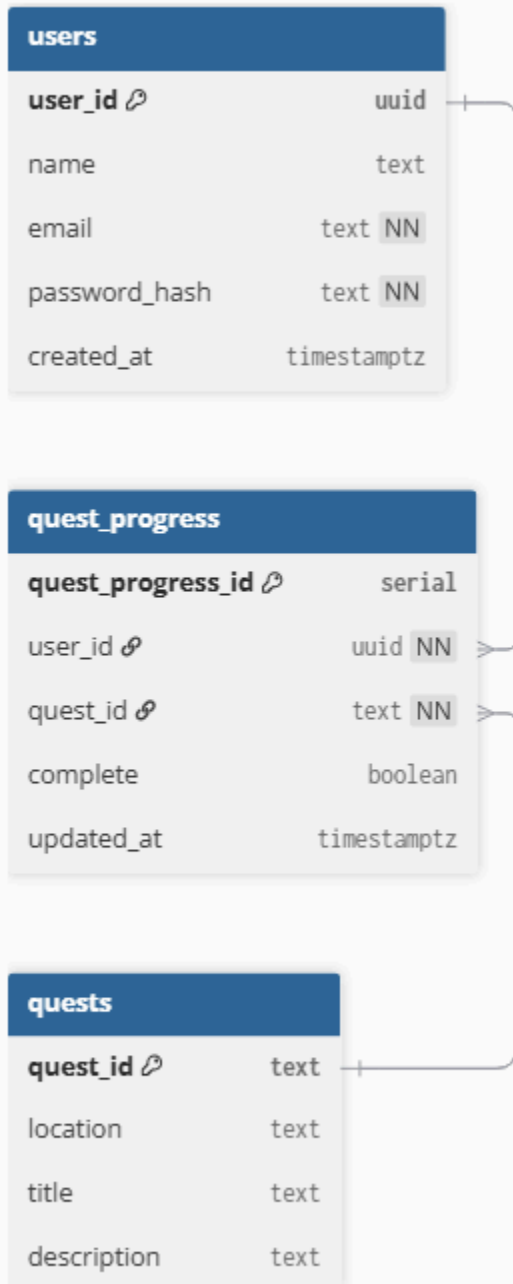 users
user_id uuid
name text
email text NN
password_hash text NN
created_at timestamptz
quest_progress
quest_progress_id serial
user_id uuid NN
quest_id text NN
complete boolean
updated_at timestamptz
quests
quest_id text
location text
title text
description text